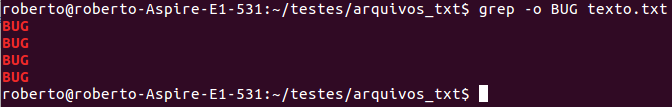 roberto@roberto-Aspire-E1-531:~/testes/arquivos_txt$ grep -o BUG texto.txt
BUG
BUG
BUG
BUG
roberto@roberto-Aspire-E1-531:~/testes/arquivos_txt$